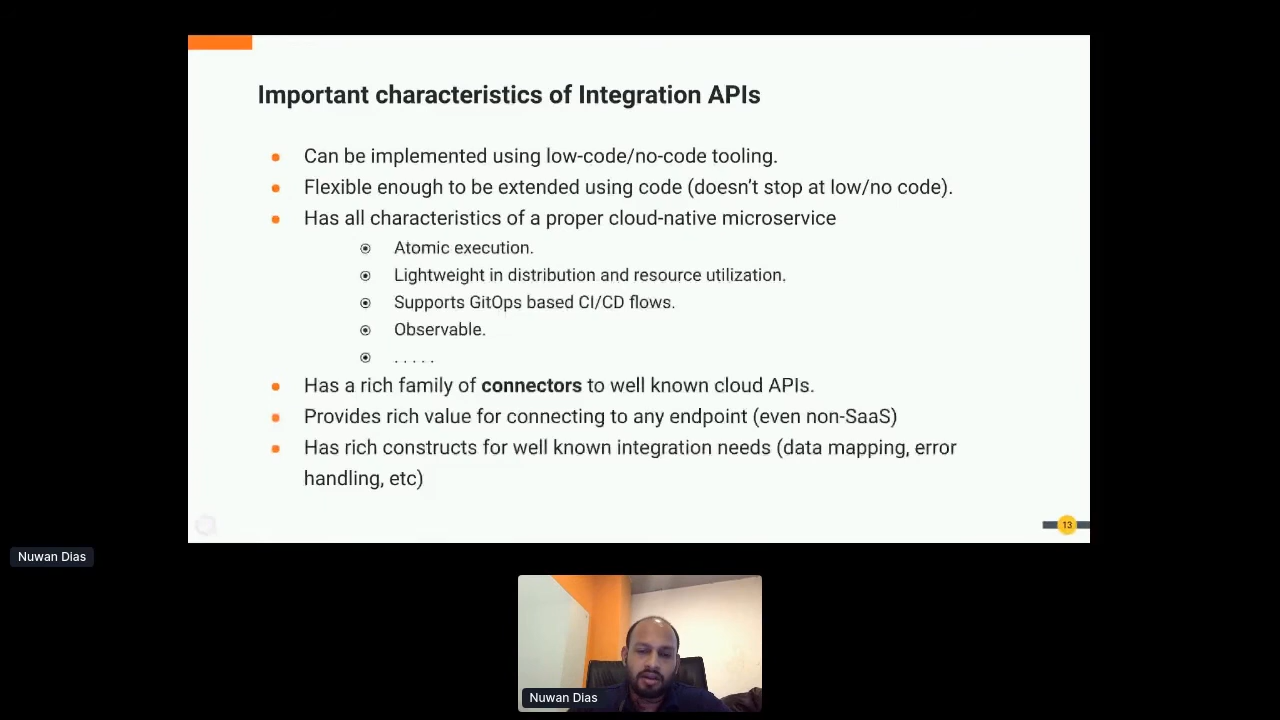 Important characteristics of Integration APIs
Can be implemented using low-code/no-code tooling.
Flexible enough to be extended using code (doesn’t stop at low/no code).
Has all characteristics of a proper cloud-native microservice
Atomic execution.
Lightweight in distribution and resource utilization.
Supports GitOps based CI/CD flows.
Observable.
. . . . .
Has a rich family of connectors to well known cloud APIs.
Provides rich value for connecting to any endpoint (even non-SaaS)
Has rich constructs for well known integration needs (data mapping, error
handling, etc)
13
Nuwan Dias
Nuwan Dias